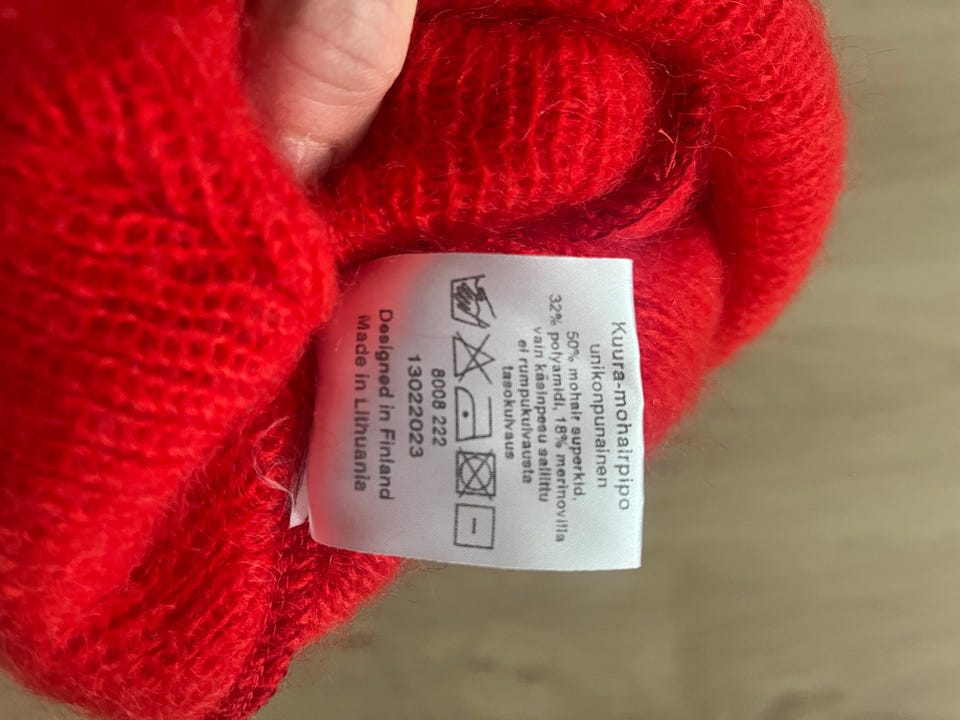 Kuura-mohairpipo
unikonpunainen
50% mohair superkid,
32% polyamidi, 18% merinovilla
vain käsinpesu sallittu
ei rumpukuivausta
tasokuivaus
8008 222
13022023
Designed in Finland
Made in Lithuania